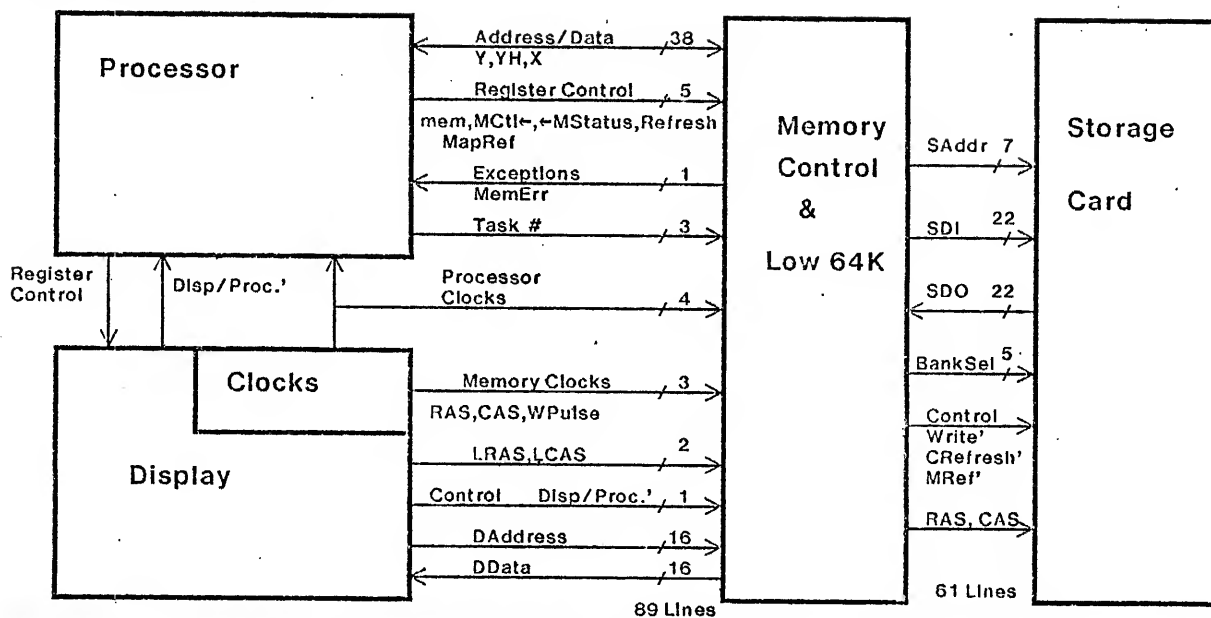 Processor
Address/Data 38
Y,YH,X
Register Control 5
mem,MCtl←,←MStatus,Refresh
MapRef
Exceptions 1
MemErr
Task # 3
Memory
Control
&
Low 64K
Storage
Card
SAddr 7
SDI 22
SDO 22
BankSel 5
Control
Write'
CRefresh'
MRef'
RAS, CAS
61 Lines
Register
Control
Disp/Proc.'
Processor
Clocks 4
Clocks
Display
Memory Clocks 3
RAS,CAS,WPulse
LRAS,LCAS 2
Control Disp/Proc.' 1
DAddress 16
DData 16
89 Lines